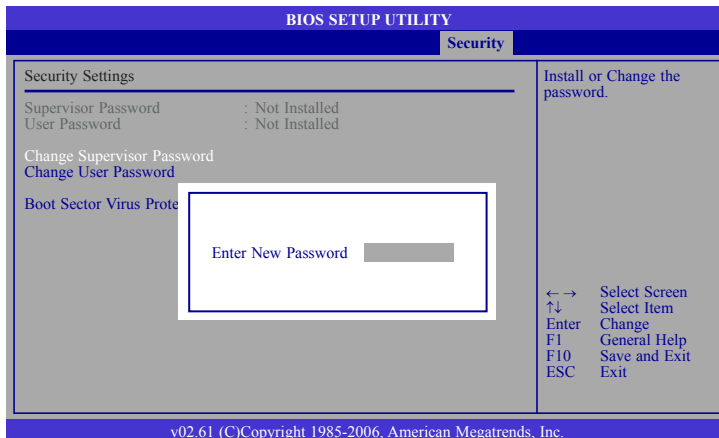 BIOS SETUP UTILITY
Security
Security Settings
Supervisor Password : Not Installed
User Password : Not Installed
Change Supervisor Password
Change User Password
Boot Sector Virus Prote
Enter New Password
Install or Change the
password.
←→ Select Screen
↑↓ Select Item
Enter Change
F1 General Help
F10 Save and Exit
ESC Exit
v02.61 (C)Copyright 1985-2006, American Megatrends, Inc.